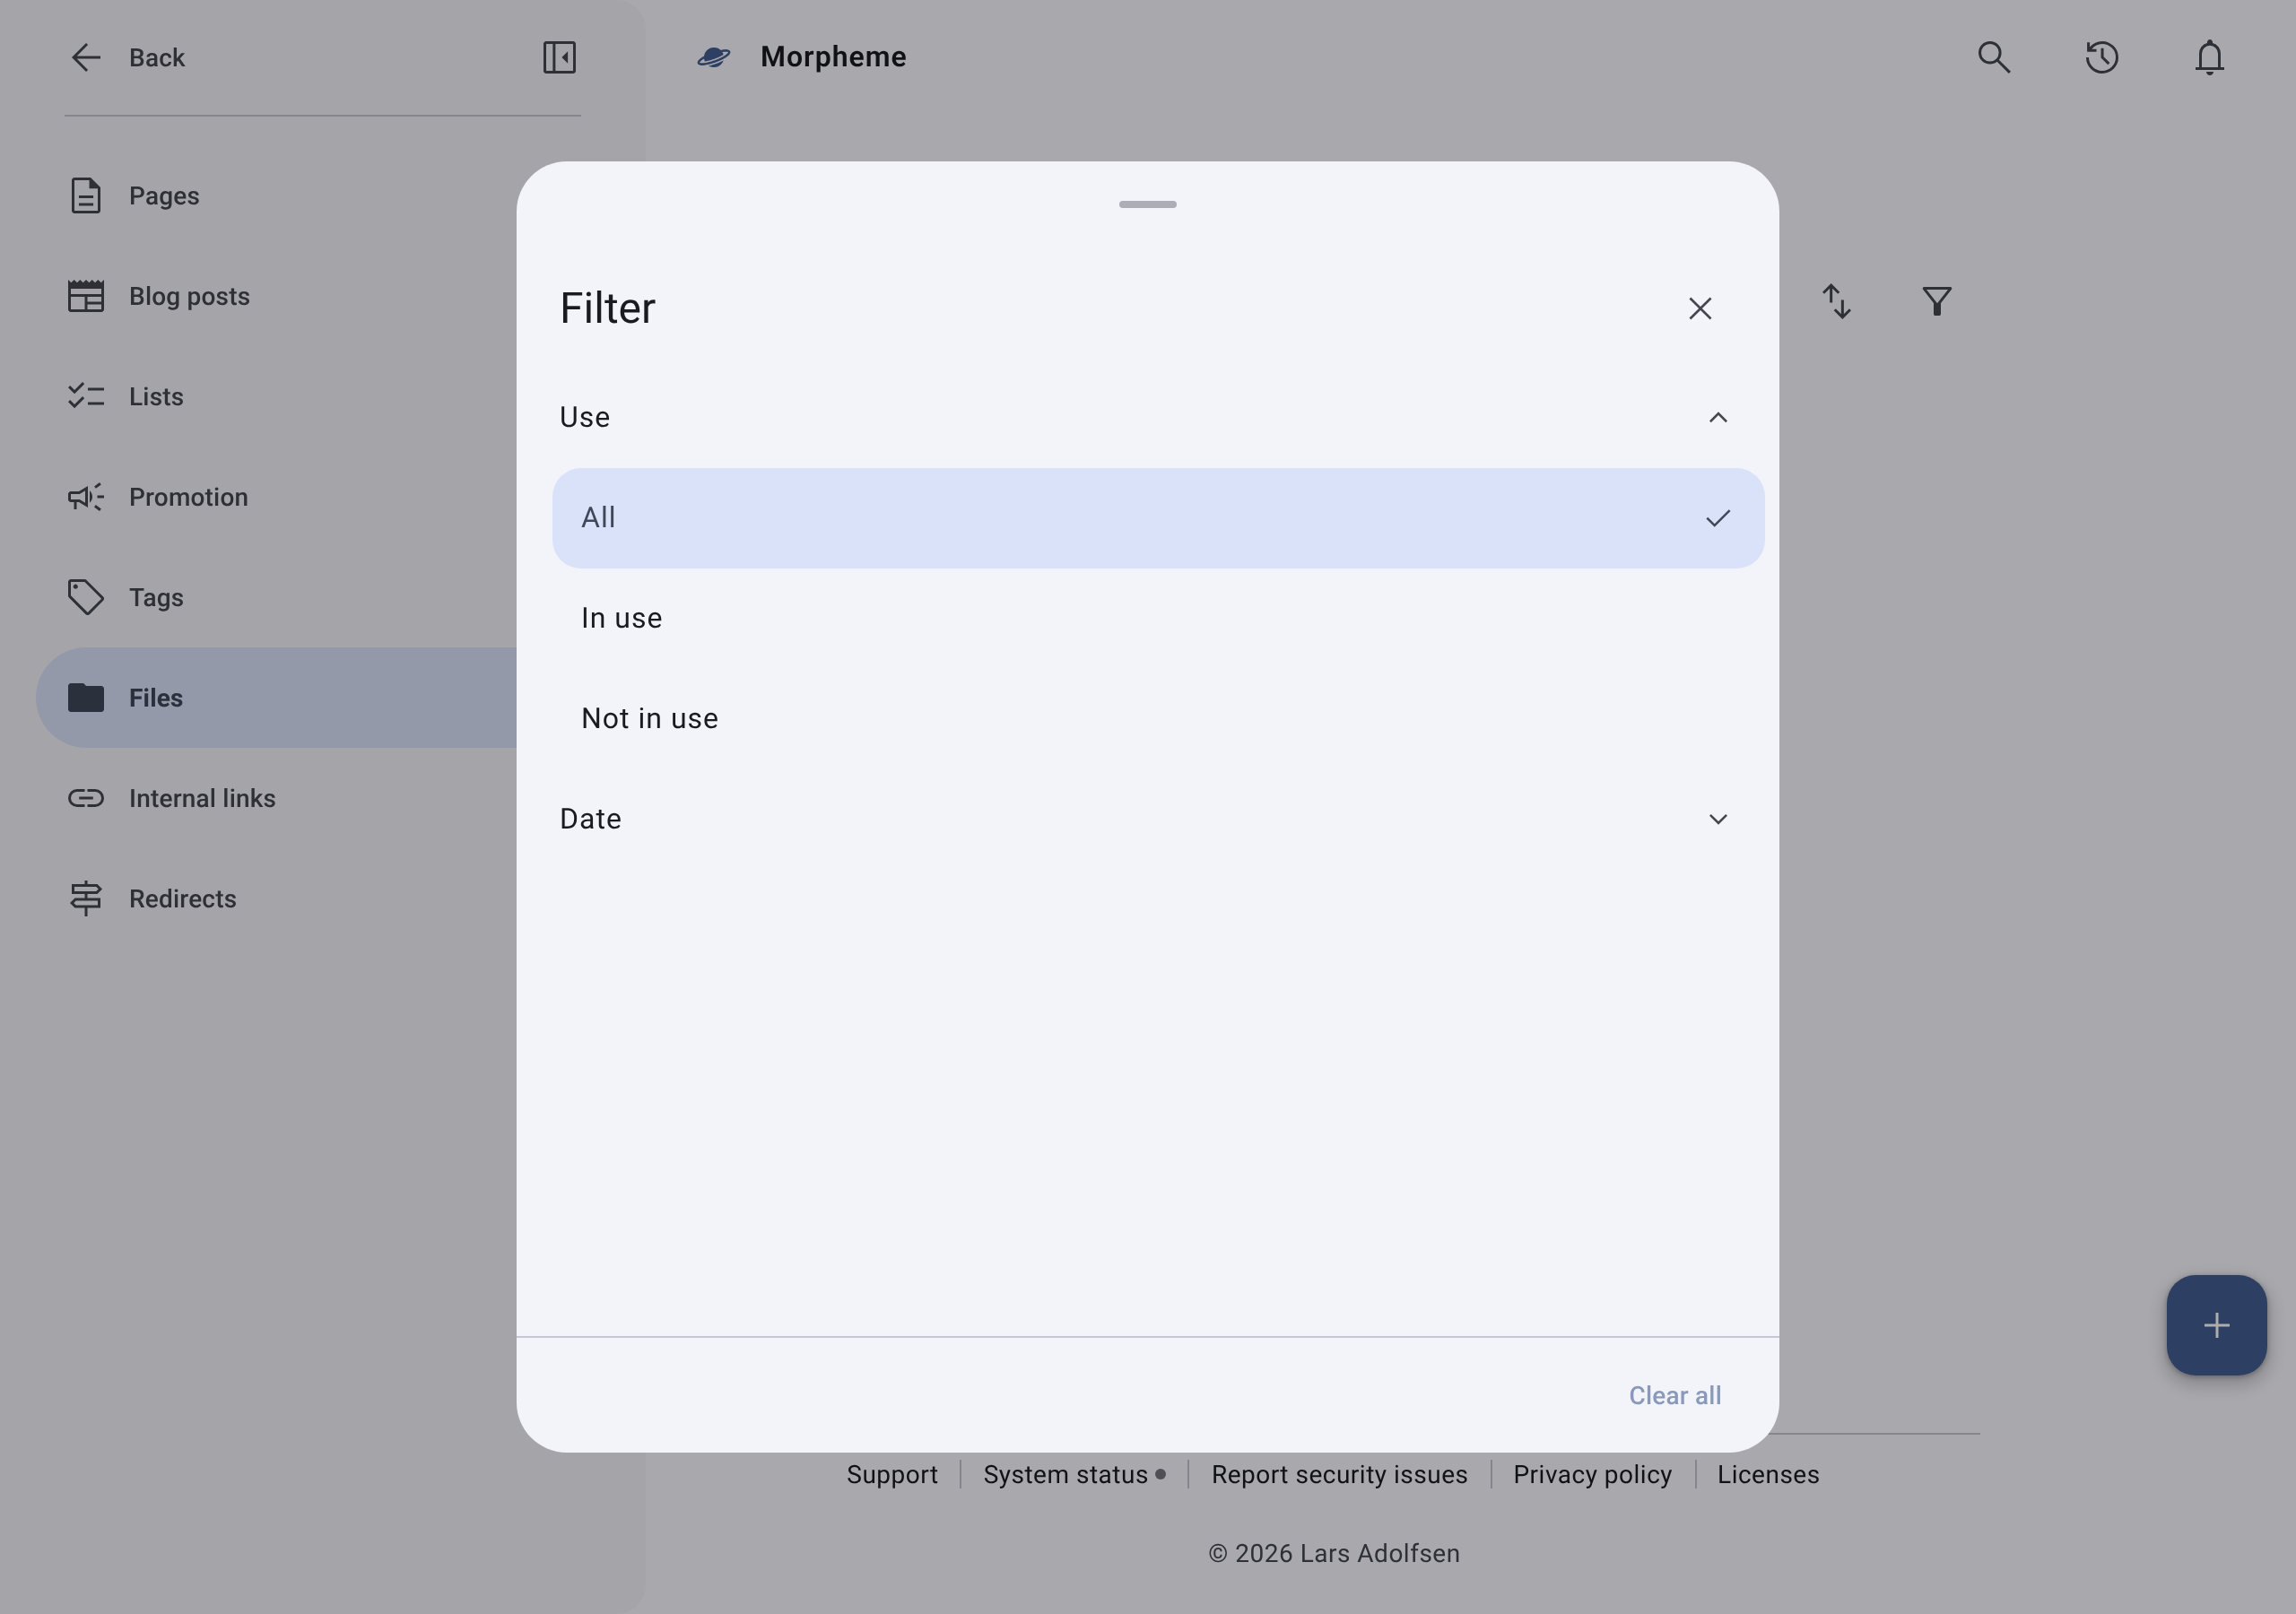 Back
Morpheme
Pages
Blog posts
Lists
Promotion
Tags
Files
Internal links
Redirects
Filter
Use
All
In use
Not in use
Date
Clear all
Support
System status
Report security issues
Privacy policy
Licenses
© 2026 Lars Adolfsen